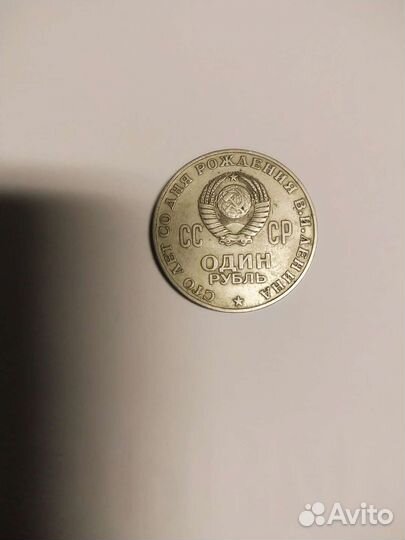 СТО ЛЕТ СО ДНЯ РОЖДЕНИЯ В.И.ЛЕНИНА
СС СР
ОДИН
РУБЛЬ
Avito